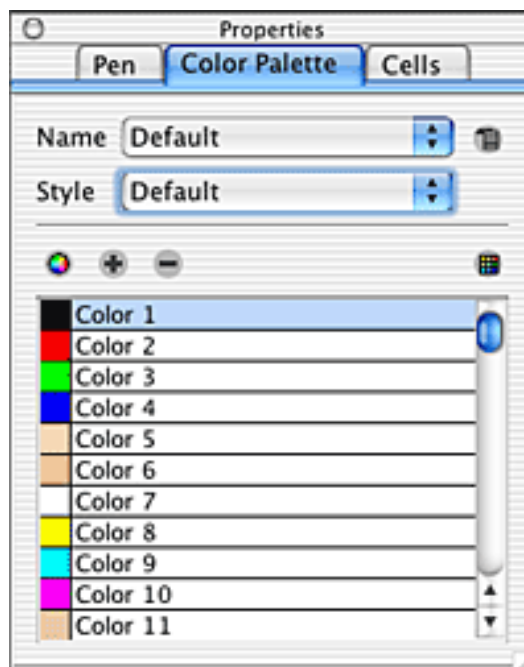 Properties
Pen Color Palette Cells
Name Default
Style Default
Color 1
Color 2
Color 3
Color 4
Color 5
Color 6
Color 7
Color 8
Color 9
Color 10
Color 11